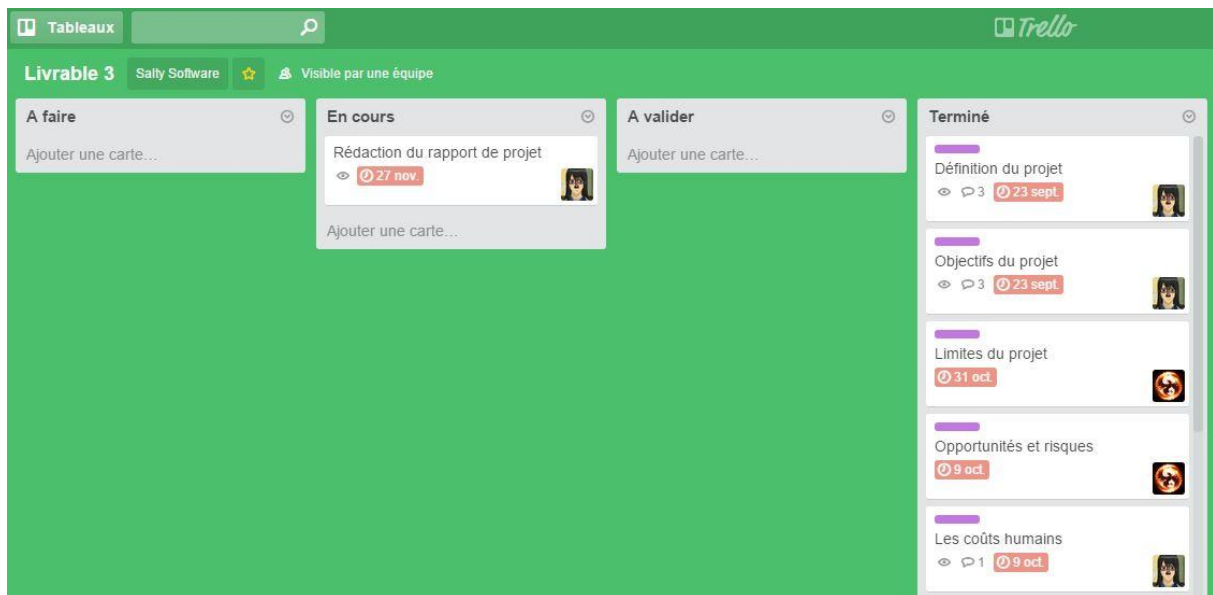 Tableaux
Trello
Livrable 3 Salty Software Visible par une équipe
A faire
Ajouter une carte...
En cours
Rédaction du rapport de projet
27 nov.
Ajouter une carte...
A valider
Ajouter une carte...
Terminé
Définition du projet
3 23 sept.
Objectifs du projet
3 23 sept.
Limites du projet
31 oct.
Opportunités et risques
9 oct.
Les coûts humains
1 9 oct.